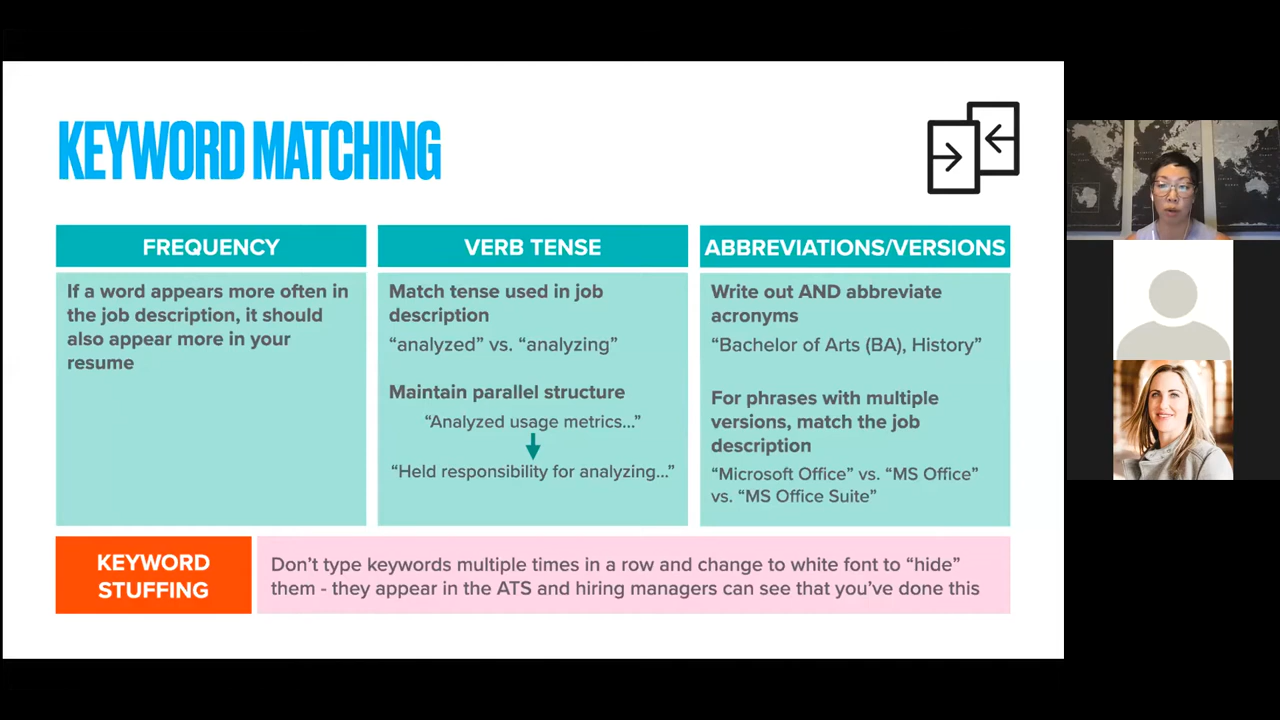 KEYWORD MATCHING
FREQUENCY
If a word appears more often in
the job description, it should
also appear more in your
resume
VERB TENSE
Match tense used in job
description
“analyzed” vs. “analyzing”
Maintain parallel structure
“Analyzed usage metrics...”
“Held responsibility for analyzing...”
ABBREVIATIONS/VERSIONS
Write out AND abbreviate
acronyms
“Bachelor of Arts (BA), History”
For phrases with multiple
versions, match the job
description
“Microsoft Office” vs. “MS Office”
vs. “MS Office Suite”
KEYWORD
STUFFING
Don’t type keywords multiple times in a row and change to white font to “hide”
them - they appear in the ATS and hiring managers can see that you’ve done this